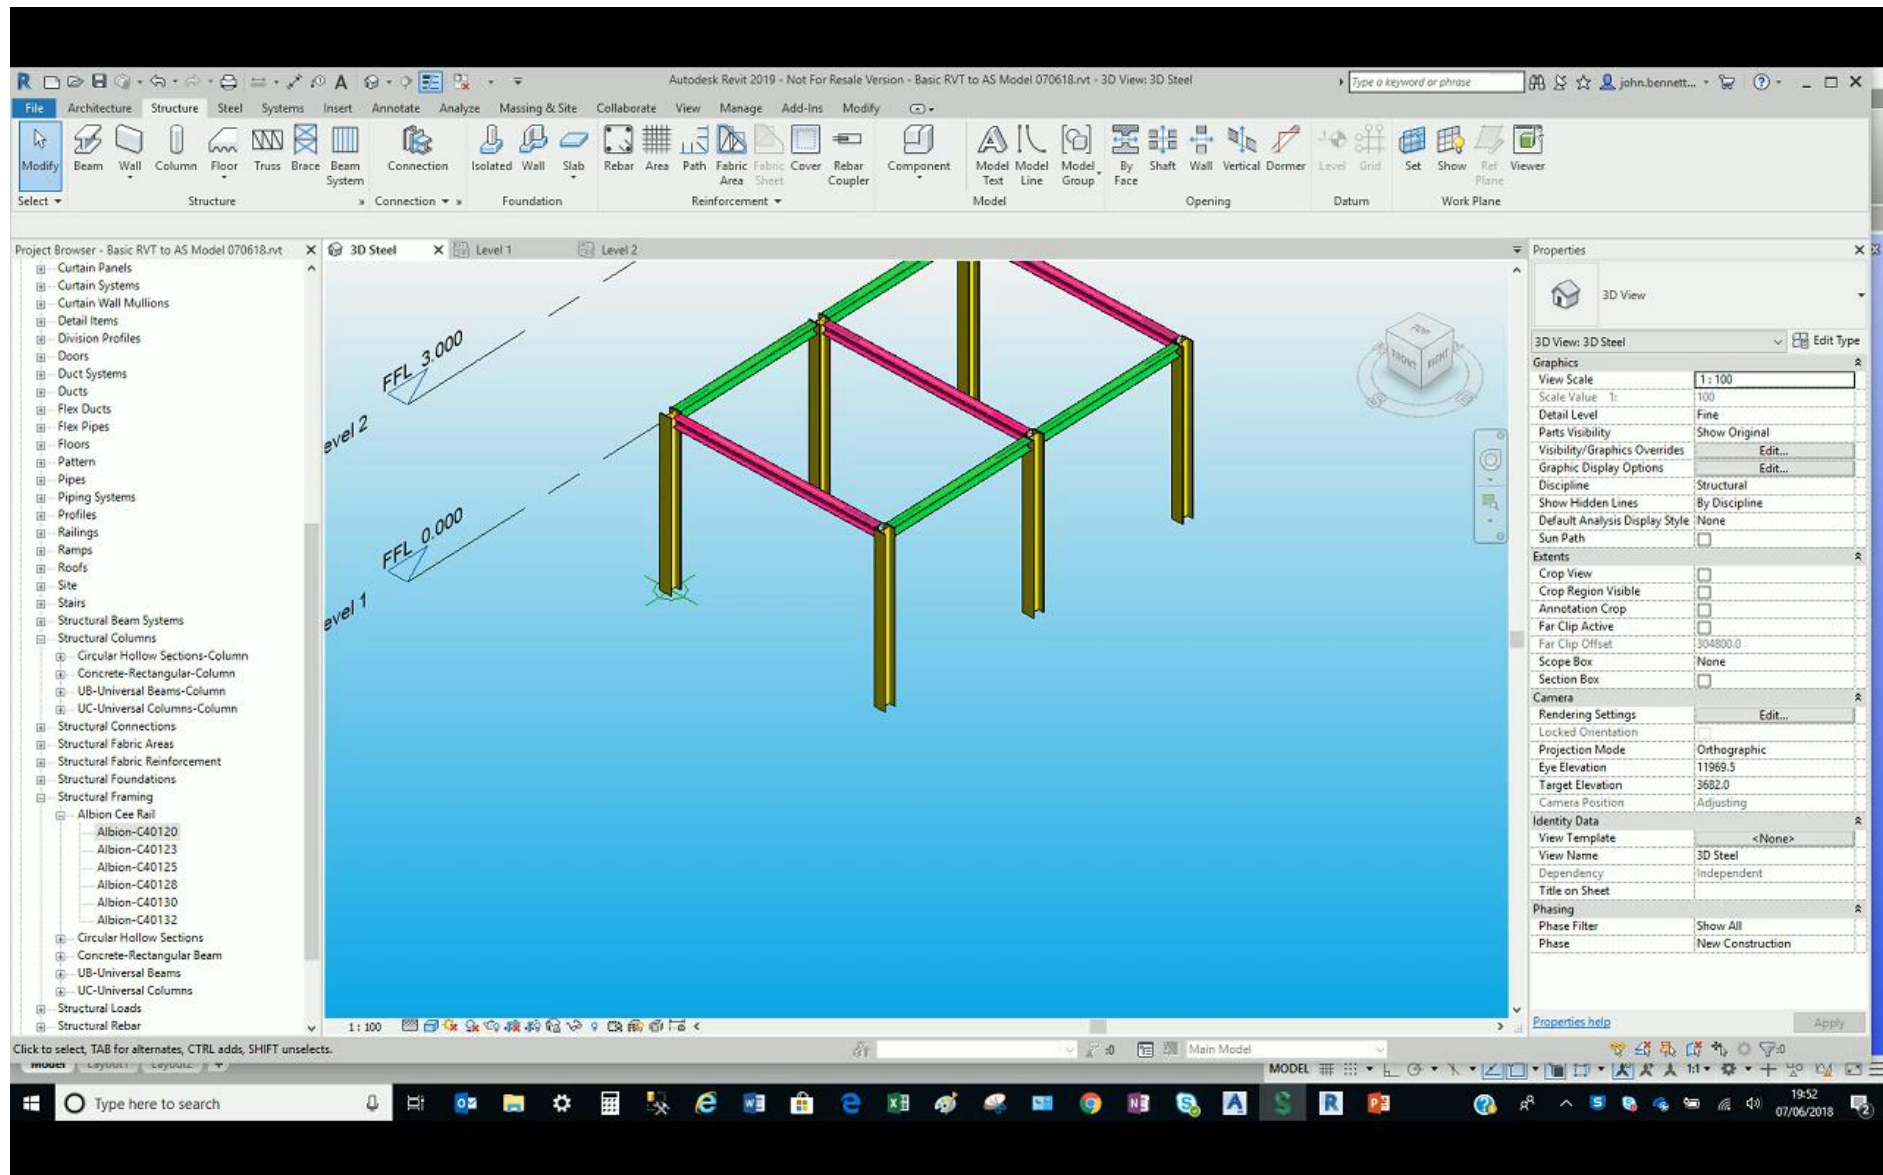 Autodesk Revit 2019 - Not For Resale Version - Basic RVT to AS Model 070618.rvt - 3D View: 3D Steel
Type a keyword or phrase
john.bennett...
File Architecture Structure Steel Systems Insert Annotate Analyze Massing & Site Collaborate View Manage Add-Ins Modify
Modify Beam Wall Column Floor Truss Brace Beam System Connection Isolated Wall Slab Rebar Area Path Fabric Area Fabric Sheet Cover Rebar Coupler Component Model Text Model Line Model Group By Face Shaft Wall Vertical Dormer Level Grid Set Show Ref Plane Viewer
Select Structure Connection Foundation Reinforcement Model Opening Datum Work Plane
Project Browser - Basic RVT to AS Model 070618.rvt
Curtain Panels
Curtain Systems
Curtain Wall Mullions
Detail Items
Division Profiles
Doors
Duct Systems
Ducts
Flex Ducts
Flex Pipes
Floors
Pattern
Pipes
Piping Systems
Profiles
Railings
Ramps
Roofs
Site
Stairs
Structural Beam Systems
Structural Columns
Circular Hollow Sections-Column
Concrete-Rectangular-Column
UB-Universal Beams-Column
UC-Universal Columns-Column
Structural Connections
Structural Fabric Areas
Structural Fabric Reinforcement
Structural Foundations
Structural Framing
Albion Cee Rail
Albion-C40120
Albion-C40123
Albion-C40125
Albion-C40128
Albion-C40130
Albion-C40132
Circular Hollow Sections
Concrete-Rectangular Beam
UB-Universal Beams
UC-Universal Columns
Structural Loads
Structural Rebar
3D Steel Level 1 Level 2
FFL 3.000
evel 2
FFL 0.000
evel 1
TOP
FRONT RIGHT
1 : 100
Properties
3D View
3D View: 3D Steel Edit Type
Graphics
View Scale 1 : 100
Scale Value 1: 100
Detail Level Fine
Parts Visibility Show Original
Visibility/Graphics Overrides Edit...
Graphic Display Options Edit...
Discipline Structural
Show Hidden Lines By Discipline
Default Analysis Display Style None
Sun Path
Extents
Crop View
Crop Region Visible
Annotation Crop
Far Clip Active
Far Clip Offset 304800.0
Scope Box None
Section Box
Camera
Rendering Settings Edit...
Locked Orientation
Projection Mode Orthographic
Eye Elevation 11969.5
Target Elevation 3682.0
Camera Position Adjusting
Identity Data
View Template <None>
View Name 3D Steel
Dependency Independent
Title on Sheet
Phasing
Phase Filter Show All
Phase New Construction
Properties help Apply
Click to select, TAB for alternates, CTRL adds, SHIFT unselects.
:0 Main Model :0
Model Layout1 Layout2 +
MODEL 1:1
Type here to search
19:52
07/06/2018